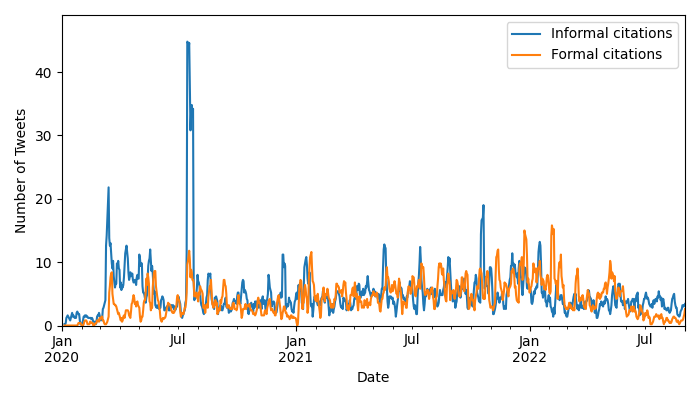 Informal citations
Formal citations
Number of Tweets
40
30
20
10
0
Jan Jul Jan Jul Jan Jul
2020 2021 2022
Date